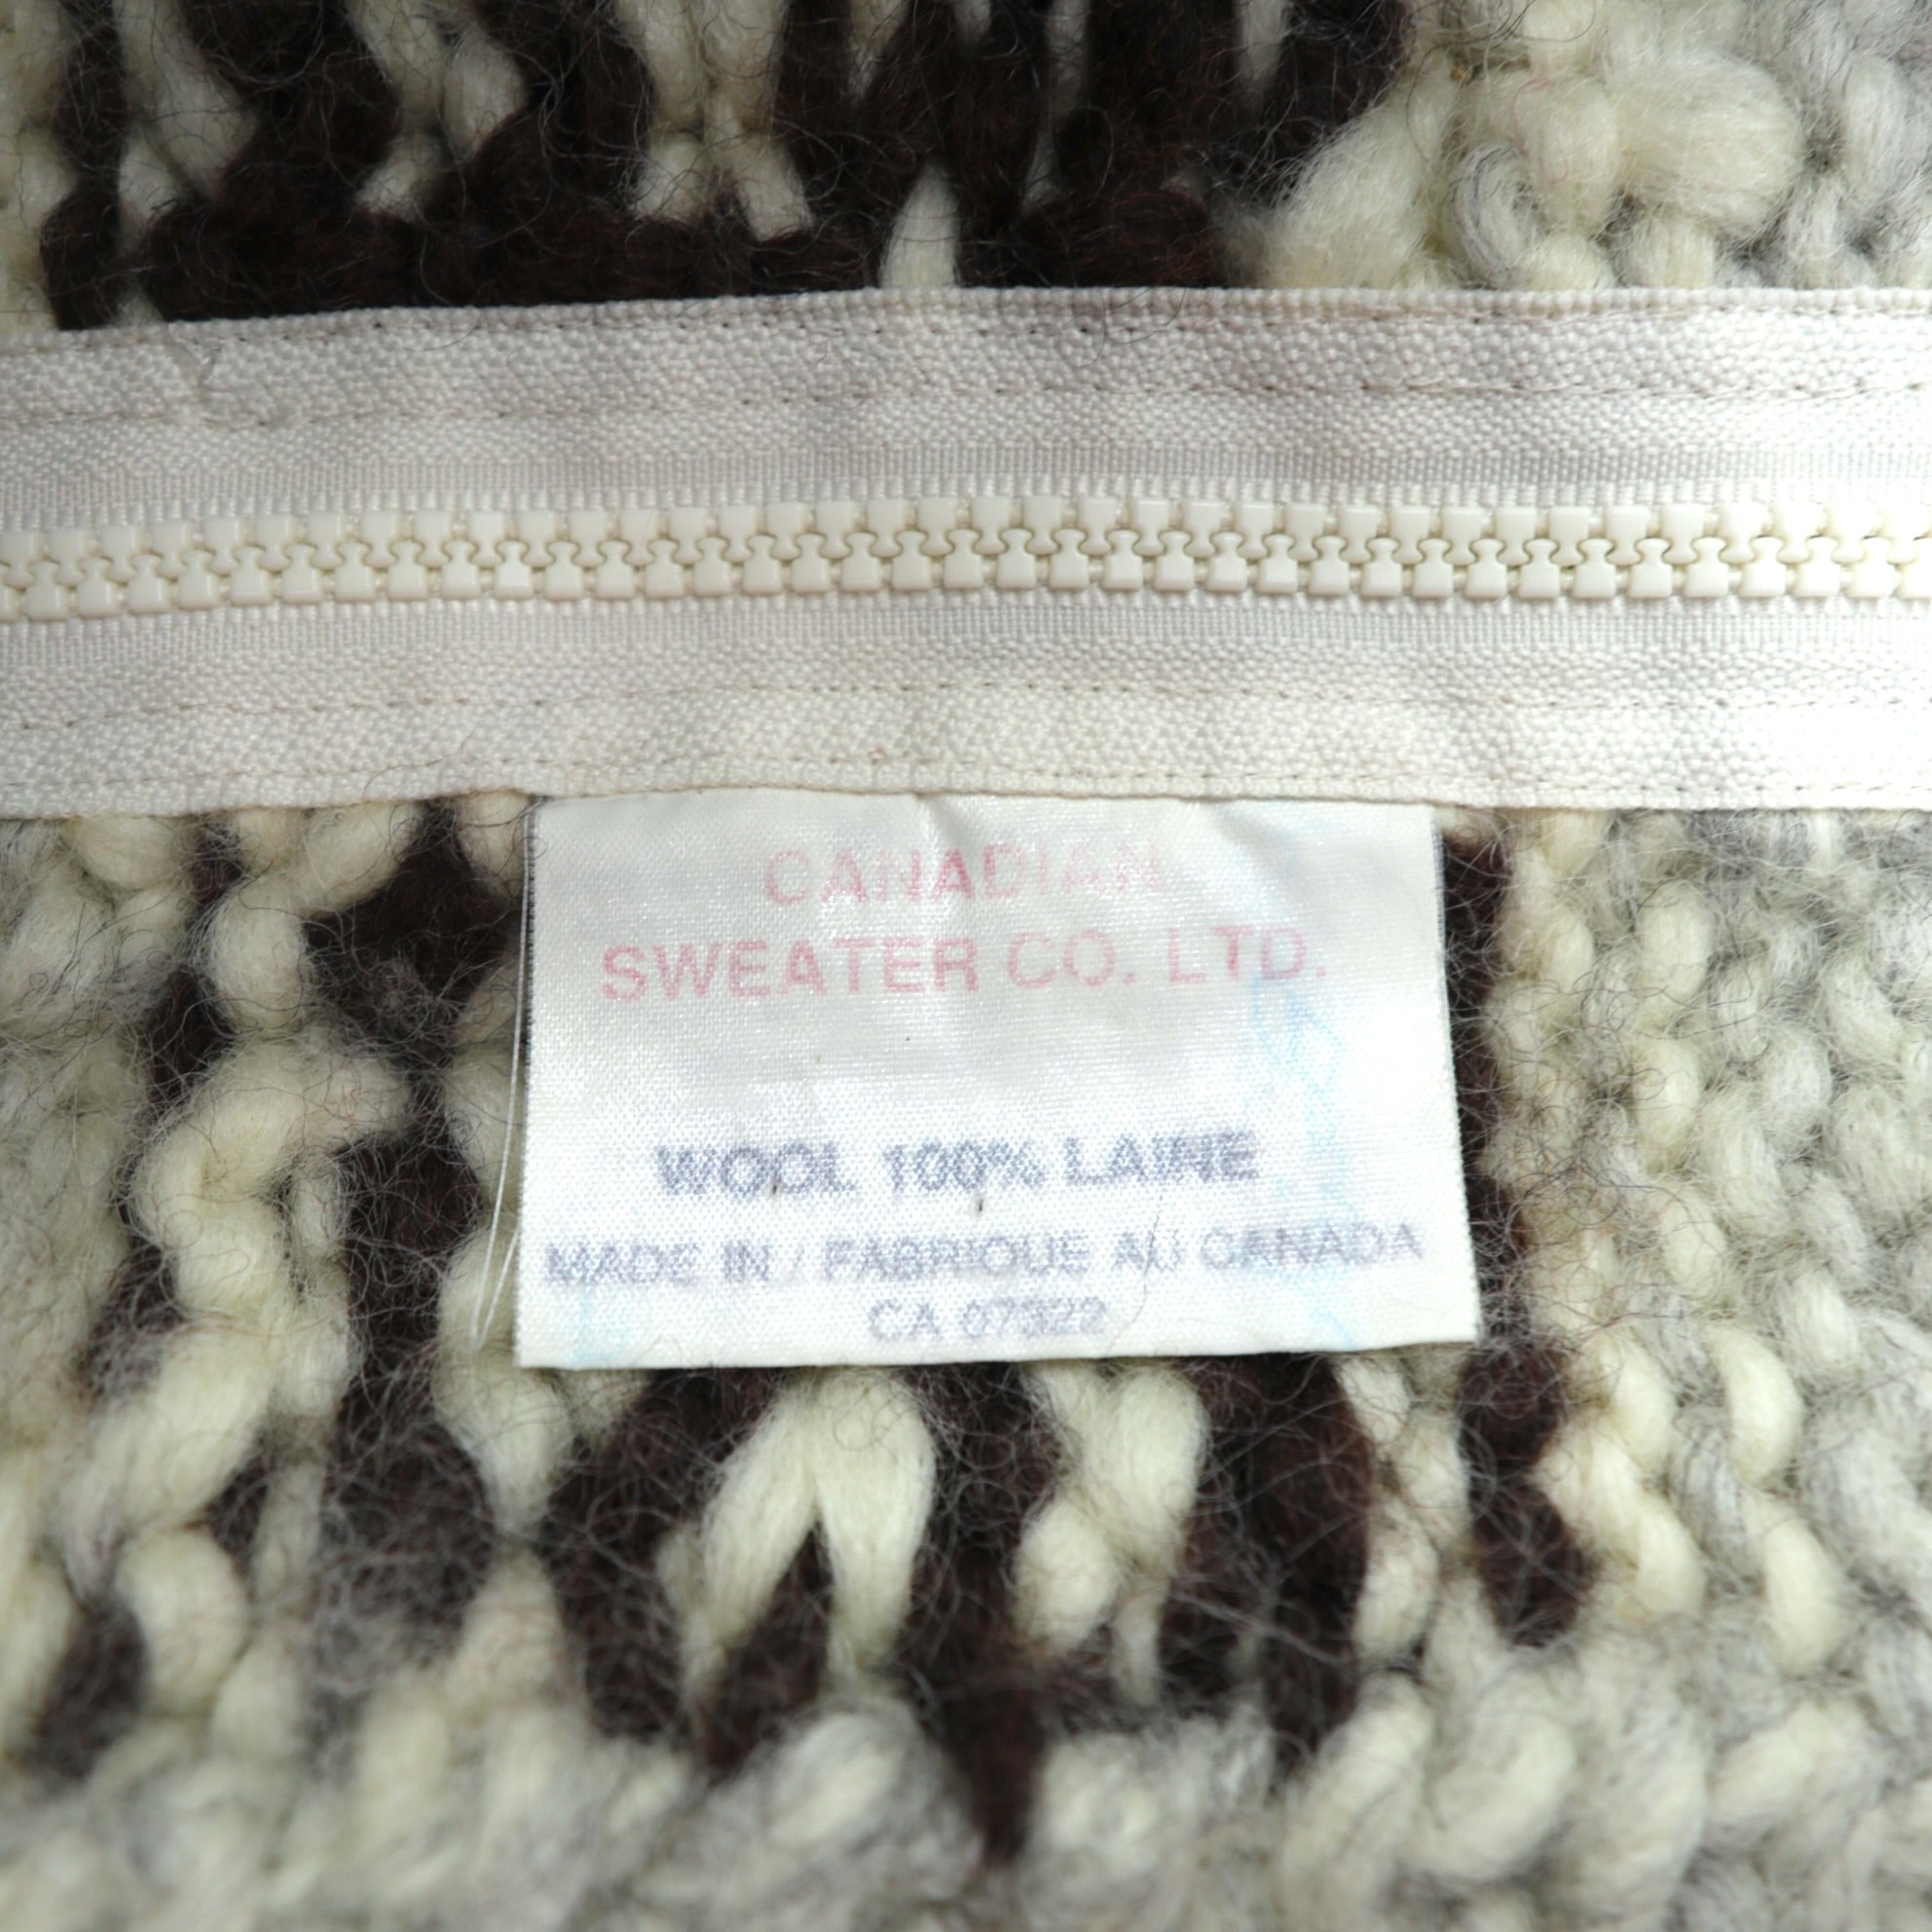 CANADIAN
SWEATER CO. LTD.
WOOL 100% LAINE
MADE IN / FABRIQUE AU CANADA
CA 07322